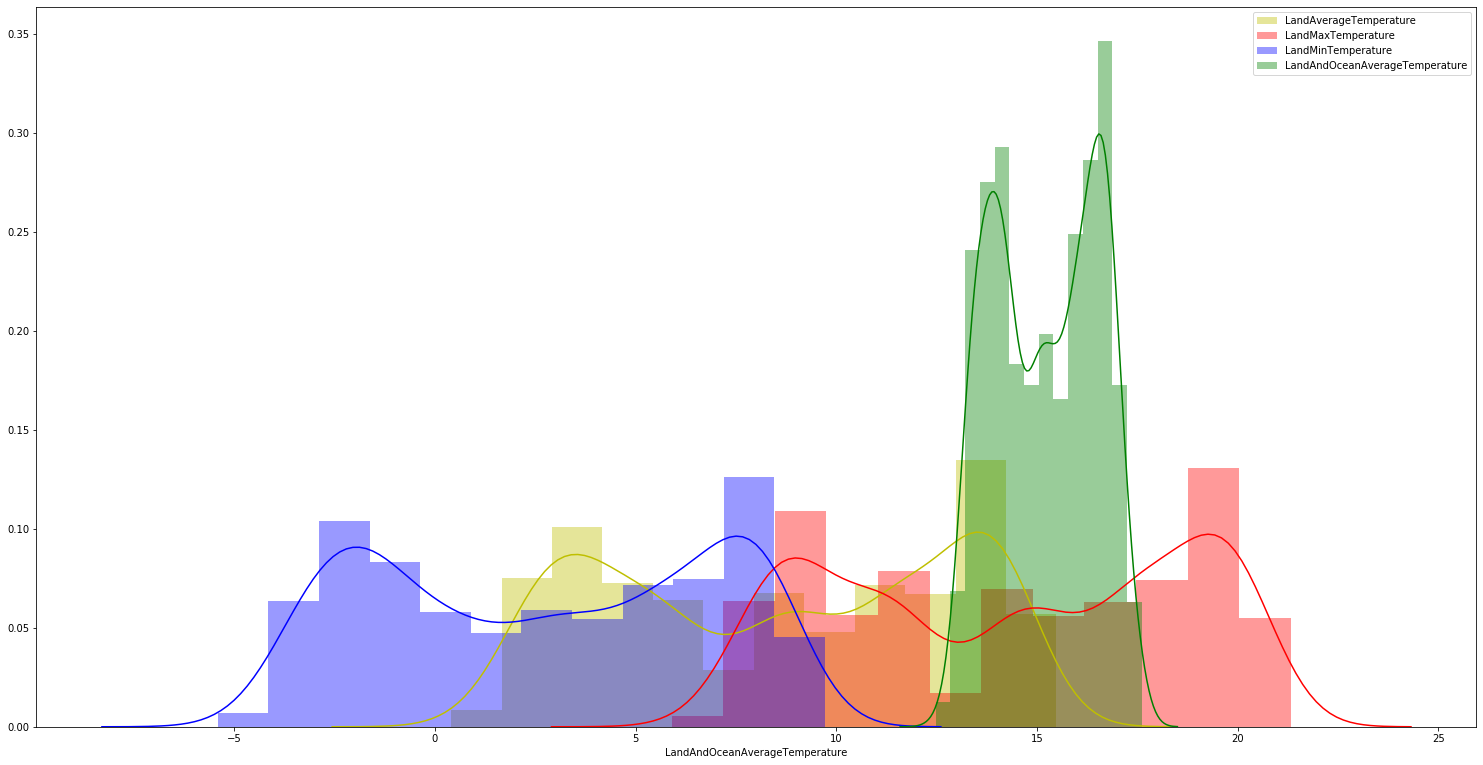 0.35
0.30
0.25
0.20
0.15
0.10
0.05
0.00
LandAverageTemperature
LandMaxTemperature
LandMinTemperature
LandAndOceanAverageTemperature
−5 0 5 10 15 20 25
LandAndOceanAverageTemperature